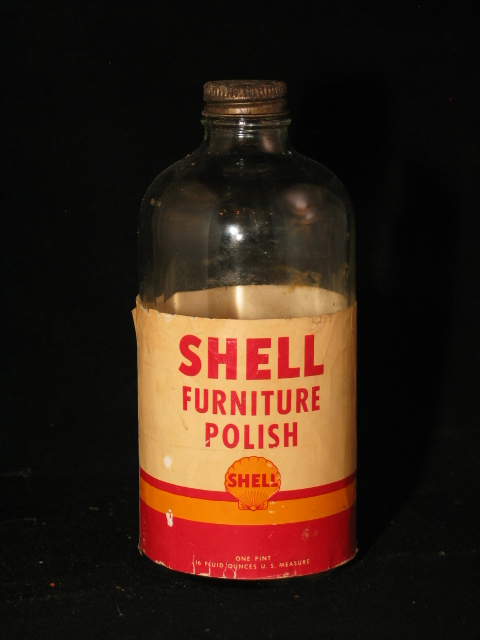 SHELL
FURNITURE
POLISH
SHELL
ONE PINT
16 FLUID OUNCES U. S. MEASURE